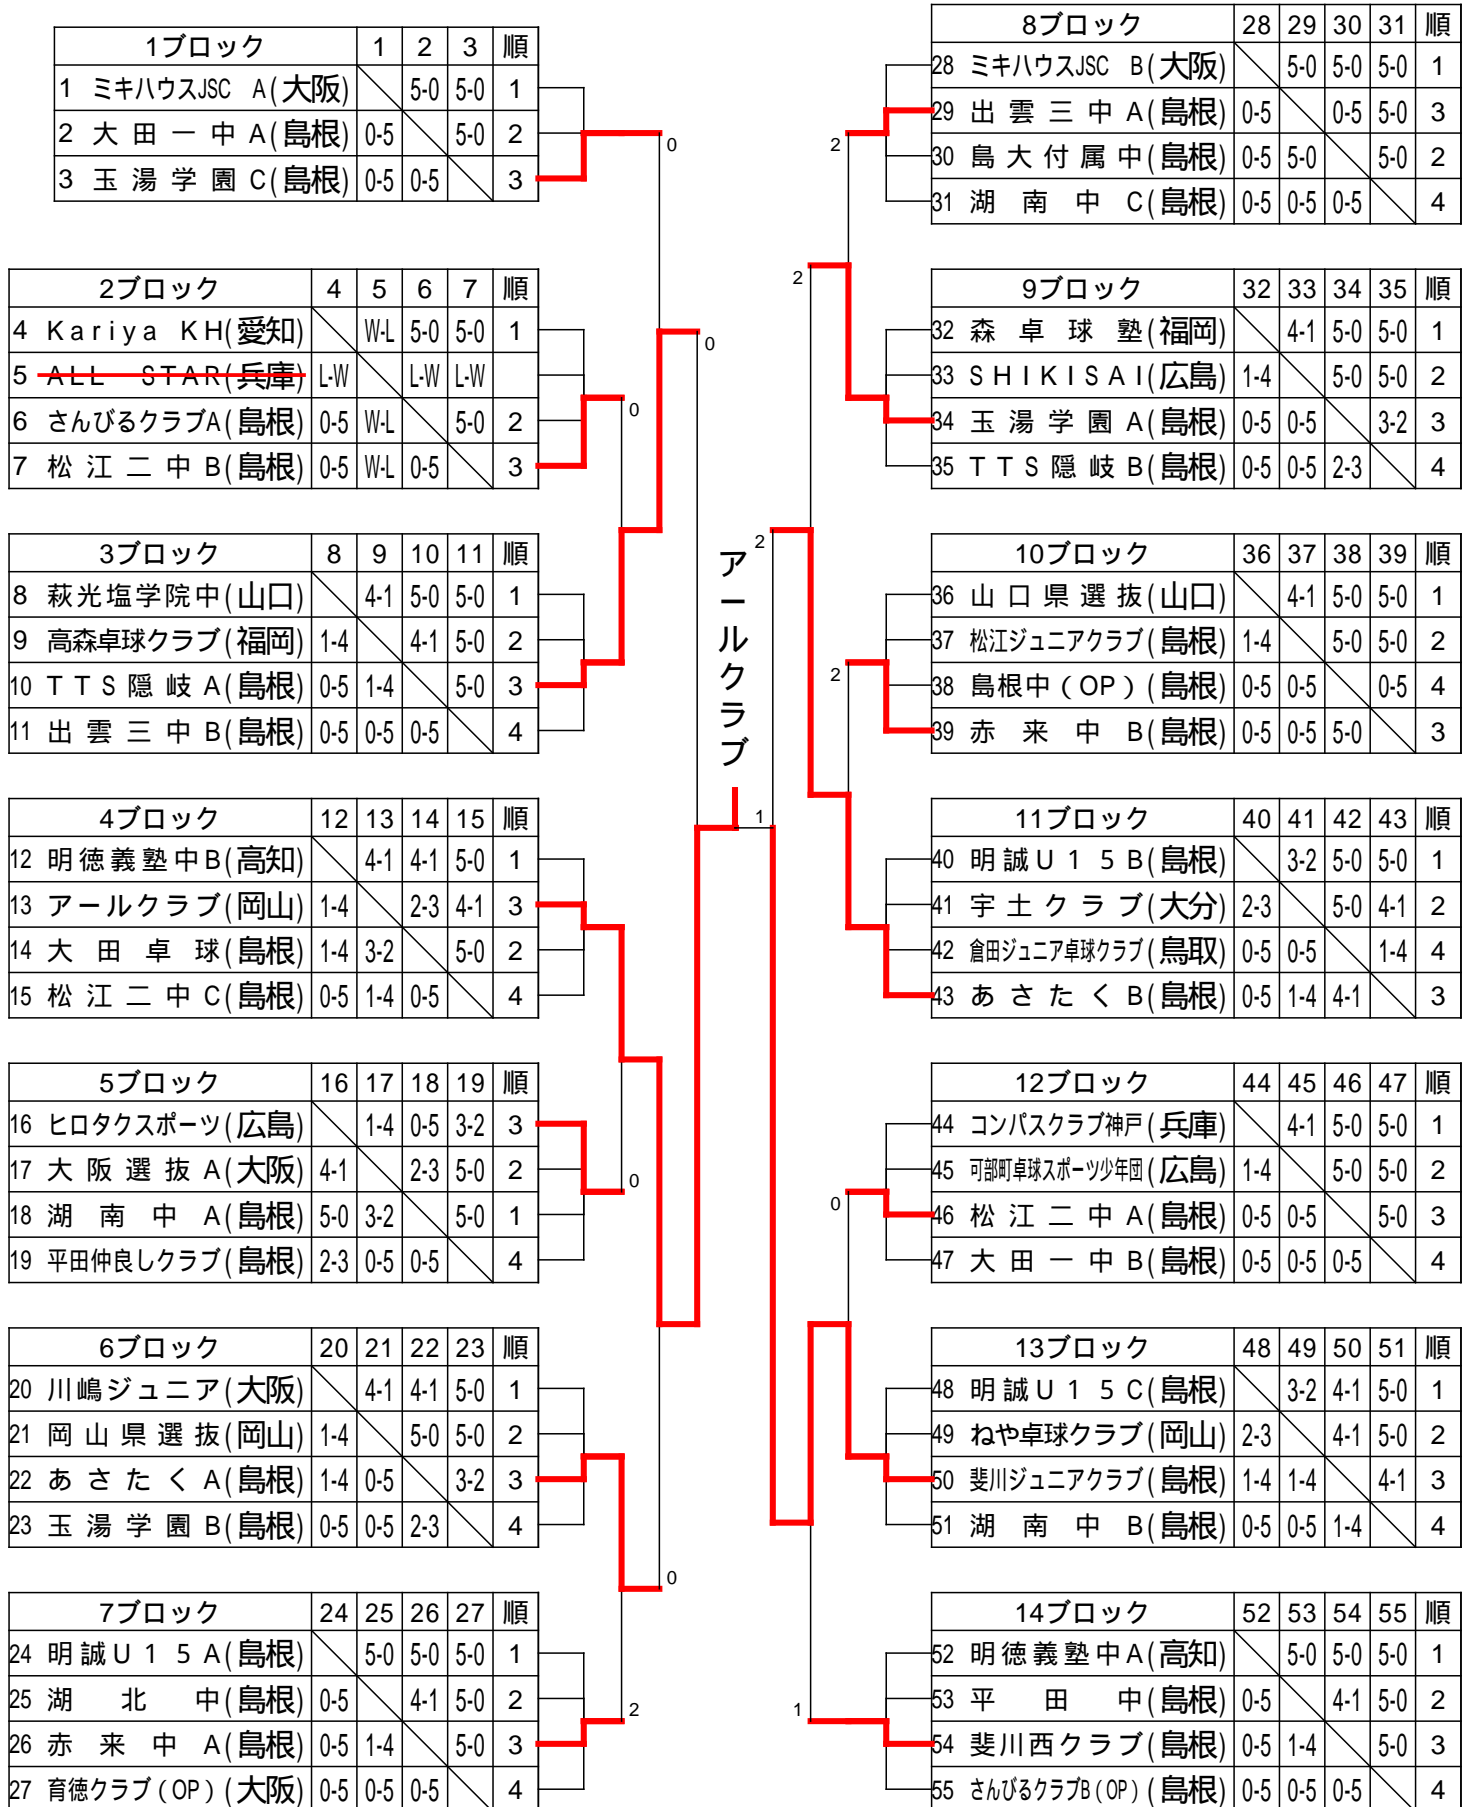 1ブロック 1 2 3 順
1 ミキハウスJSC A(大阪) 5-0 5-0 1
2 大田一中A(島根) 0-5 5-0 2
3 玉湯学園C(島根) 0-5 0-5 3
0
2ブロック 4 5 6 7 順
4 Kariya KH(愛知) W-L 5-0 5-0 1
5 ALL STAR(兵庫) L-W L-W L-W
6 さんびるクラブA(島根) 0-5 W-L 5-0 2
7 松江二中B(島根) 0-5 W-L 0-5 3
0
0
3ブロック 8 9 10 11 順
8 萩光塩学院中(山口) 4-1 5-0 5-0 1
9 高森卓球クラブ(福岡) 1-4 4-1 5-0 2
10 TTS隠岐A(島根) 0-5 1-4 5-0 3
11 出雲三中B(島根) 0-5 0-5 0-5 4
4ブロック 12 13 14 15 順
12 明徳義塾中B(高知) 4-1 4-1 5-0 1
13 アールクラブ(岡山) 1-4 2-3 4-1 3
14 大田卓球(島根) 1-4 3-2 5-0 2
15 松江二中C(島根) 0-5 1-4 0-5 4
5ブロック 16 17 18 19 順
16 ヒロタクスポーツ(広島) 1-4 0-5 3-2 3
17 大阪選抜A(大阪) 4-1 2-3 5-0 2
18 湖南中A(島根) 5-0 3-2 5-0 1
19 平田仲良しクラブ(島根) 2-3 0-5 0-5 4
0
6ブロック 20 21 22 23 順
20 川嶋ジュニア(大阪) 4-1 4-1 5-0 1
21 岡山県選抜(岡山) 1-4 5-0 5-0 2
22 あさたくA(島根) 1-4 0-5 3-2 3
23 玉湯学園B(島根) 0-5 0-5 2-3 4
0
7ブロック 24 25 26 27 順
24 明誠U15A(島根) 5-0 5-0 5-0 1
25 湖北中(島根) 0-5 4-1 5-0 2
26 赤来中A(島根) 0-5 1-4 5-0 3
27 育徳クラブ(OP)(大阪) 0-5 0-5 0-5 4
2
アールクラブ
2
1
8ブロック 28 29 30 31 順
28 ミキハウスJSC B(大阪) 5-0 5-0 5-0 1
29 出雲三中A(島根) 0-5 0-5 5-0 3
30 島大付属中(島根) 0-5 5-0 5-0 2
31 湖南中C(島根) 0-5 0-5 0-5 4
2
2
9ブロック 32 33 34 35 順
32 森卓球塾(福岡) 4-1 5-0 5-0 1
33 SHIKISAI(広島) 1-4 5-0 5-0 2
34 玉湯学園A(島根) 0-5 0-5 3-2 3
35 TTS隠岐B(島根) 0-5 0-5 2-3 4
10ブロック 36 37 38 39 順
36 山口県選抜(山口) 4-1 5-0 5-0 1
37 松江ジュニアクラブ(島根) 1-4 5-0 5-0 2
38 島根中(OP)(島根) 0-5 0-5 0-5 4
39 赤来中B(島根) 0-5 0-5 5-0 3
2
11ブロック 40 41 42 43 順
40 明誠U15B(島根) 3-2 5-0 5-0 1
41 宇土クラブ(大分) 2-3 5-0 4-1 2
42 倉田ジュニア卓球クラブ(鳥取) 0-5 0-5 1-4 4
43 あさたくB(島根) 0-5 1-4 4-1 3
12ブロック 44 45 46 47 順
44 コンパスクラブ神戸(兵庫) 4-1 5-0 5-0 1
45 可部町卓球スポーツ少年団(広島) 1-4 5-0 5-0 2
46 松江二中A(島根) 0-5 0-5 5-0 3
47 大田一中B(島根) 0-5 0-5 0-5 4
0
13ブロック 48 49 50 51 順
48 明誠U15C(島根) 3-2 4-1 5-0 1
49 ねや卓球クラブ(岡山) 2-3 4-1 5-0 2
50 斐川ジュニアクラブ(島根) 1-4 1-4 4-1 3
51 湖南中B(島根) 0-5 0-5 1-4 4
14ブロック 52 53 54 55 順
52 明徳義塾中A(高知) 5-0 5-0 5-0 1
53 平田中(島根) 0-5 4-1 5-0 2
54 斐川西クラブ(島根) 0-5 1-4 5-0 3
55 さんびるクラブB(OP)(島根) 0-5 0-5 0-5 4
1